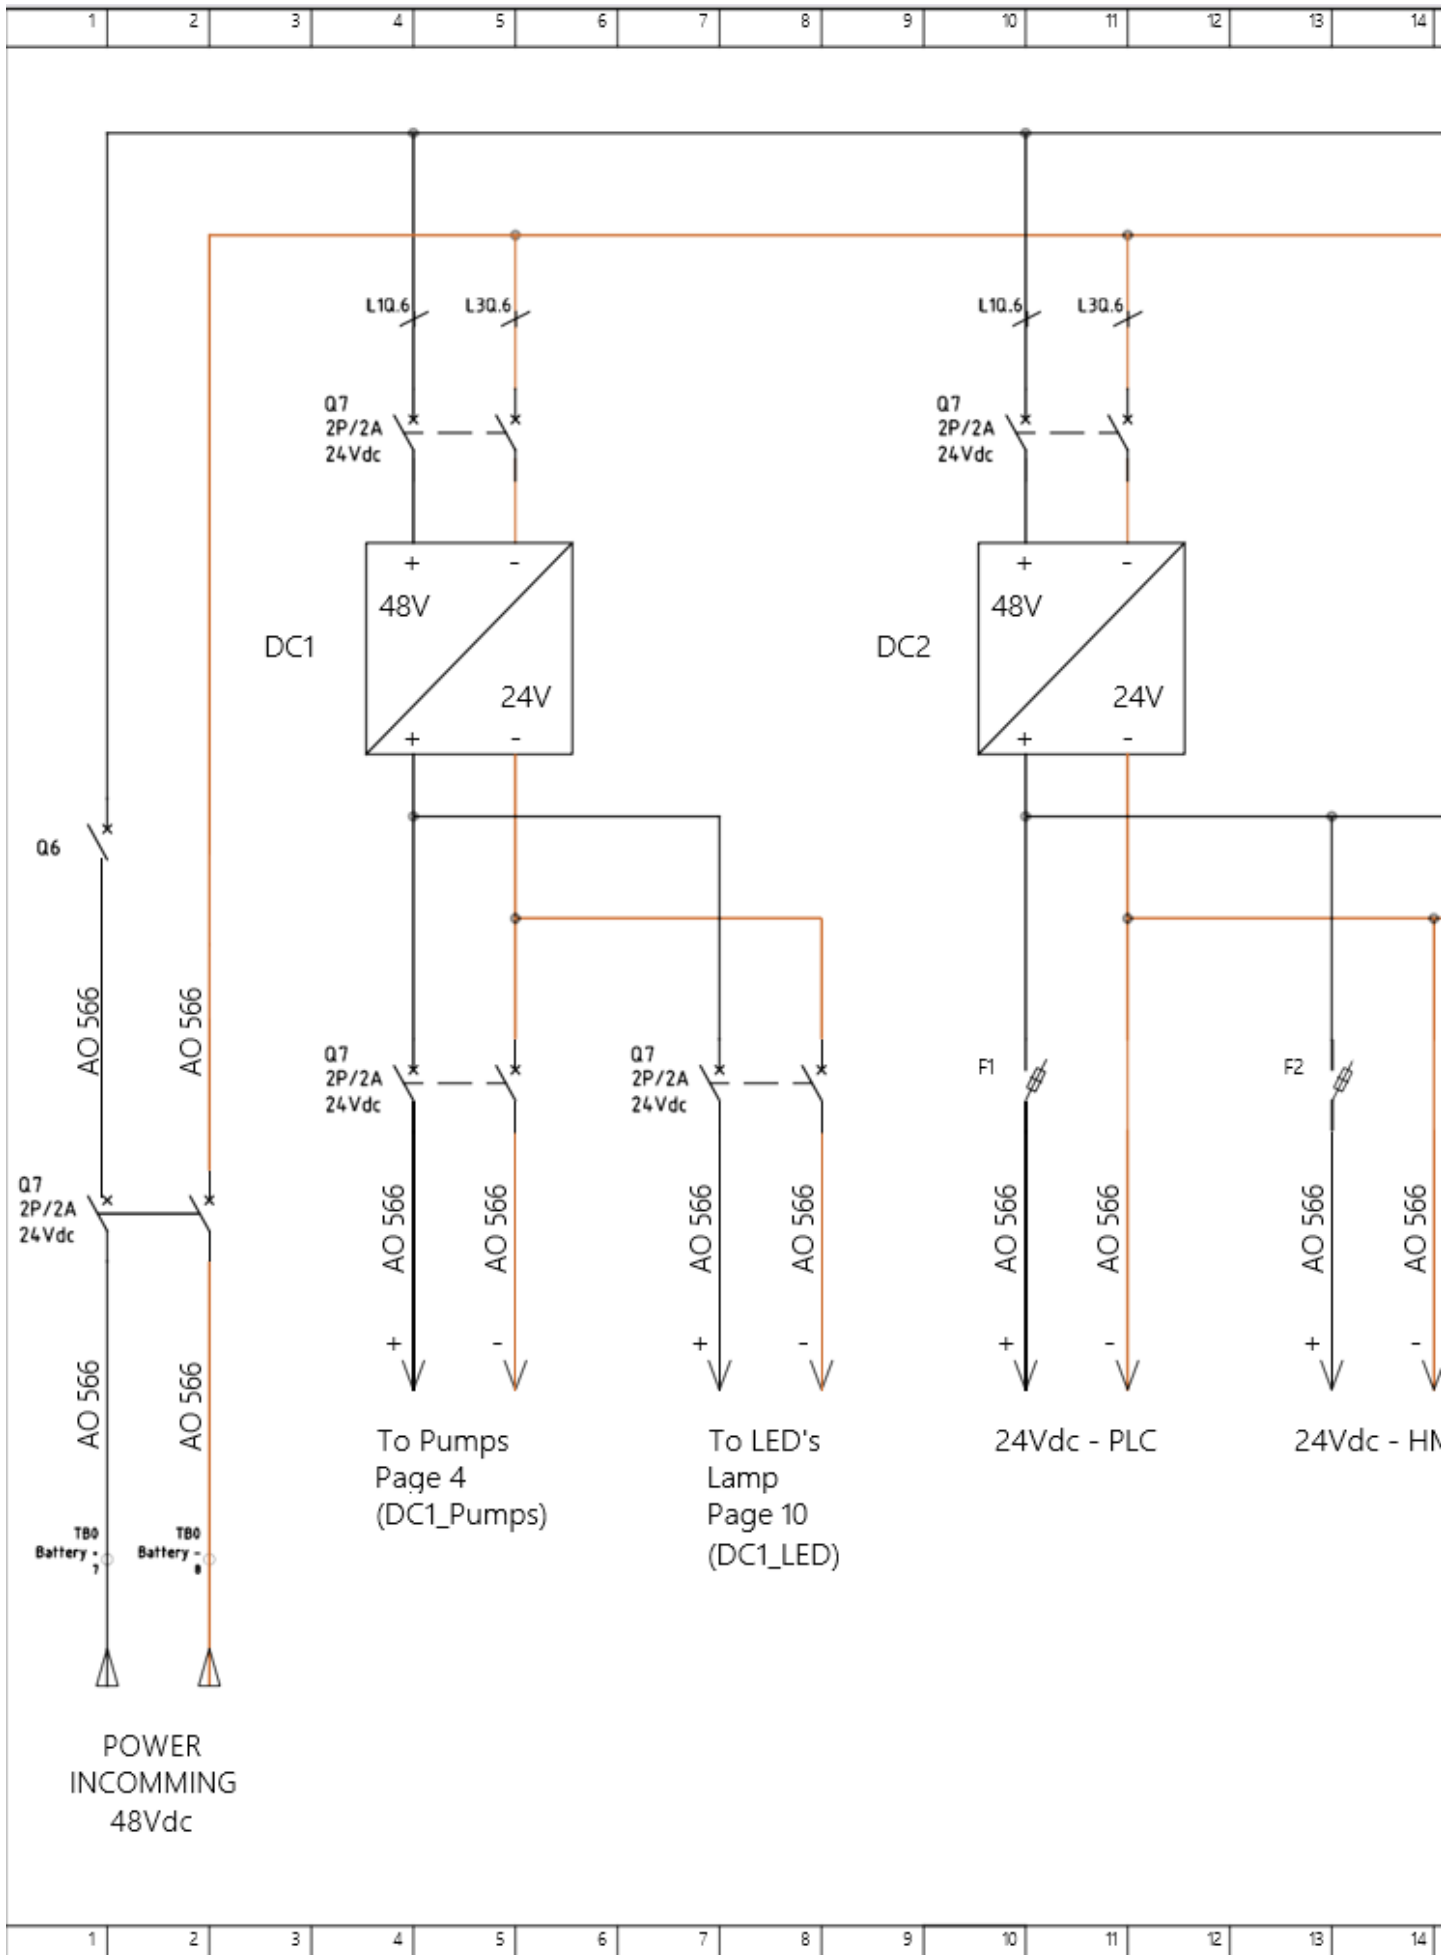 1 2 3 4 5 6 7 8 9 10 11 12 13 14
L1Q.6 L3Q.6 L1Q.6 L3Q.6
Q7
2P/2A
24Vdc
Q7
2P/2A
24Vdc
+ -
48V
DC1
24V
+ -
+ -
48V
DC2
24V
+ -
Q6
AO 566
AO 566
Q7
2P/2A
24Vdc
Q7
2P/2A
24Vdc
F1
F2
Q7
2P/2A
24Vdc
AO 566
AO 566
AO 566
AO 566
AO 566
AO 566
AO 566
AO 566
+ - + - + - + -
AO 566
AO 566
To Pumps
Page 4
(DC1_Pumps)
To LED's
Lamp
Page 10
(DC1_LED)
24Vdc - PLC
24Vdc - HM
TB0
Battery -
7
TB0
Battery -
8
POWER
INCOMMING
48Vdc
1 2 3 4 5 6 7 8 9 10 11 12 13 14